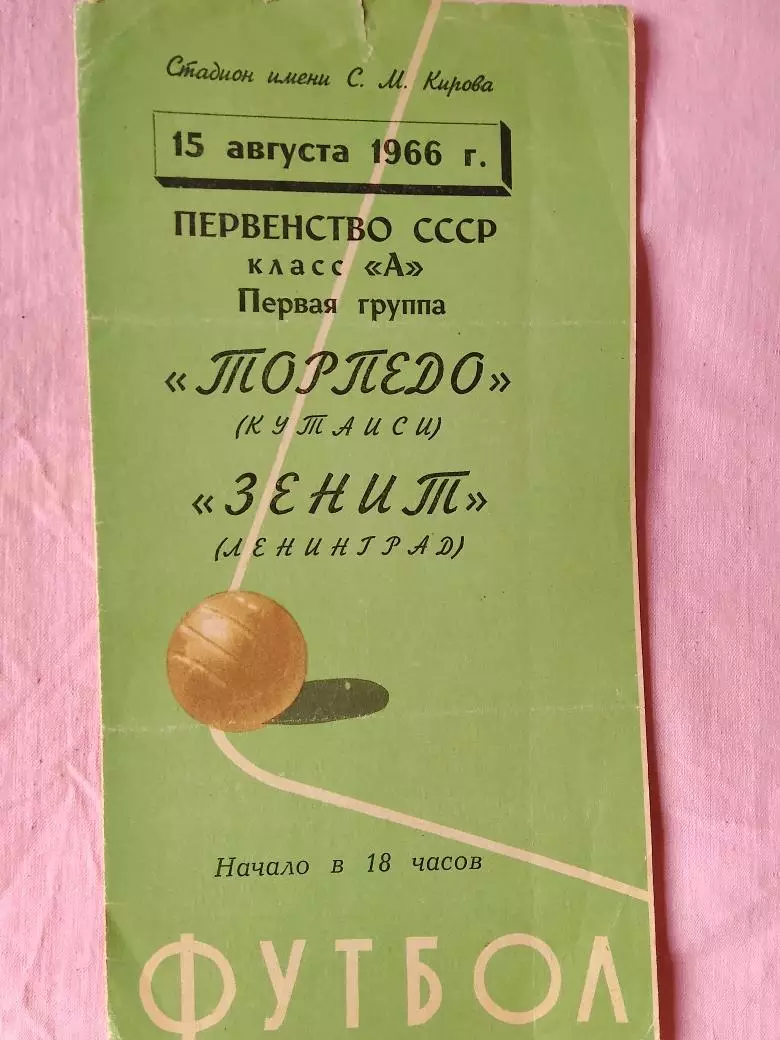 Стадион имени С. М. Кирова
15 августа 1966 г.
ПЕРВЕНСТВО СССР
класс «А»
Первая группа
«ТОРПЕДО»
(КУТАИСИ)
«ЗЕНИТ»
(ЛЕНИНГРАД)
Начало в 18 часов
ФУТБОЛ